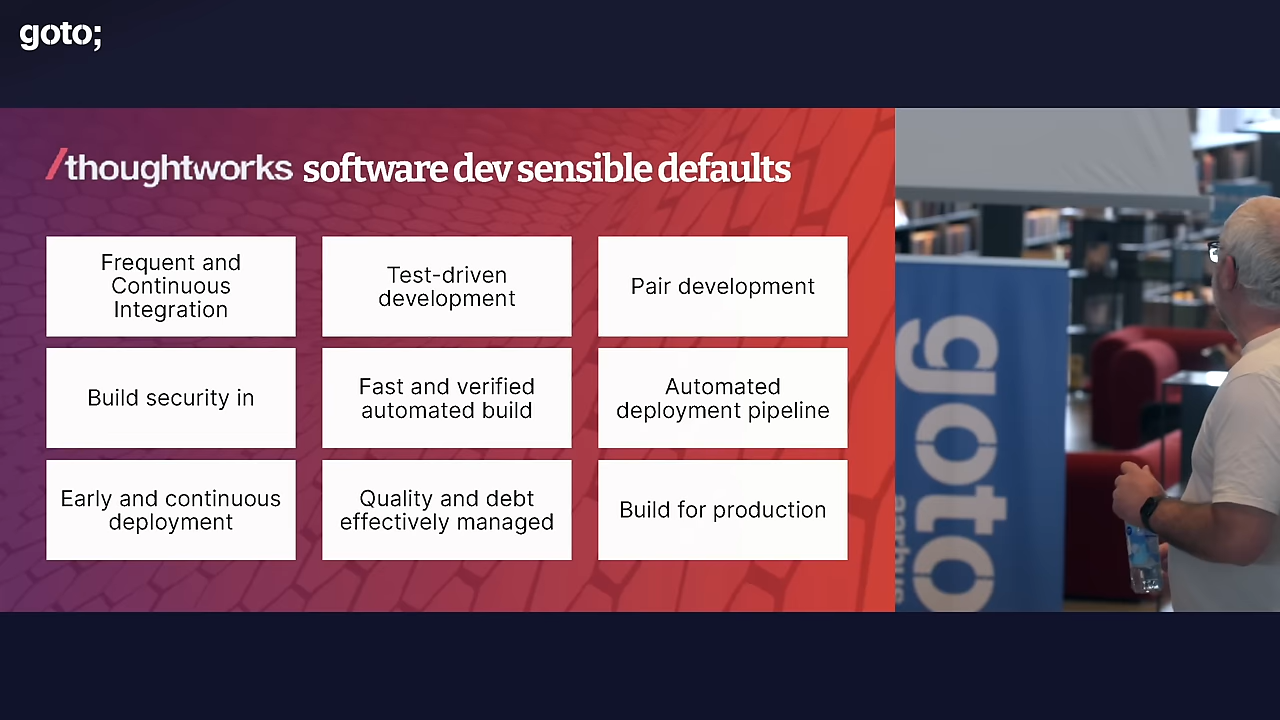 goto;
/thoughtworks software dev sensible defaults
Frequent and
Continuous
Integration
Test-driven
development
Pair development
Build security in
Fast and verified
automated build
Automated
deployment pipeline
Early and continuous
deployment
Quality and debt
effectively managed
Build for production
goto
aarhus